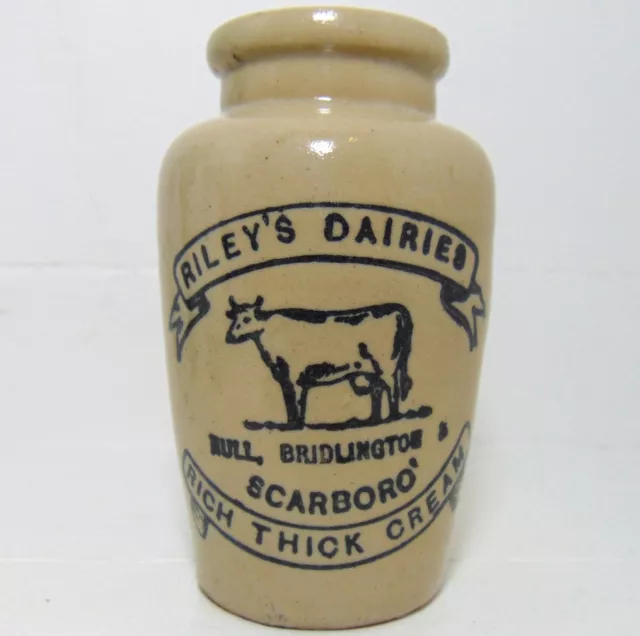 RILEY'S DAIRIES
HULL, BRIDLINGTON &
SCARBORO'
RICH THICK CREAM